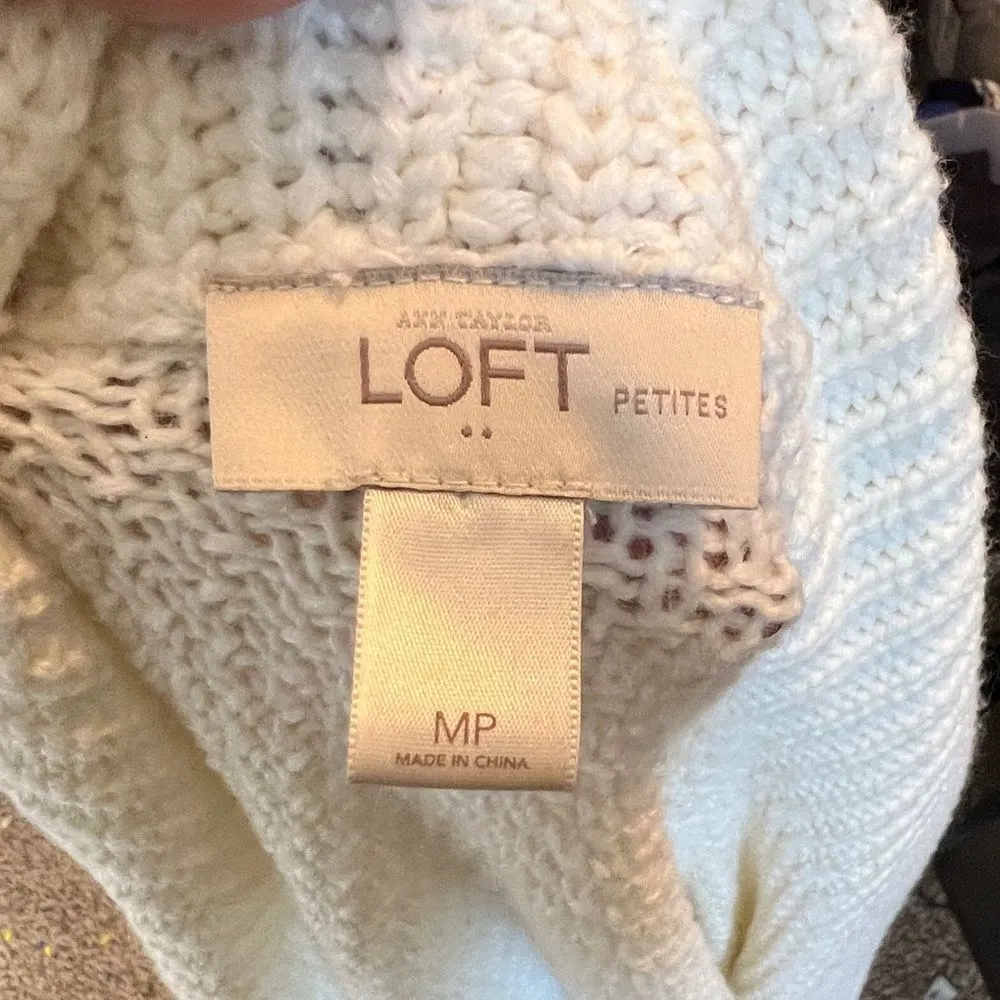 ANN TAYLOR
LOFT PETITES
MP
MADE IN CHINA